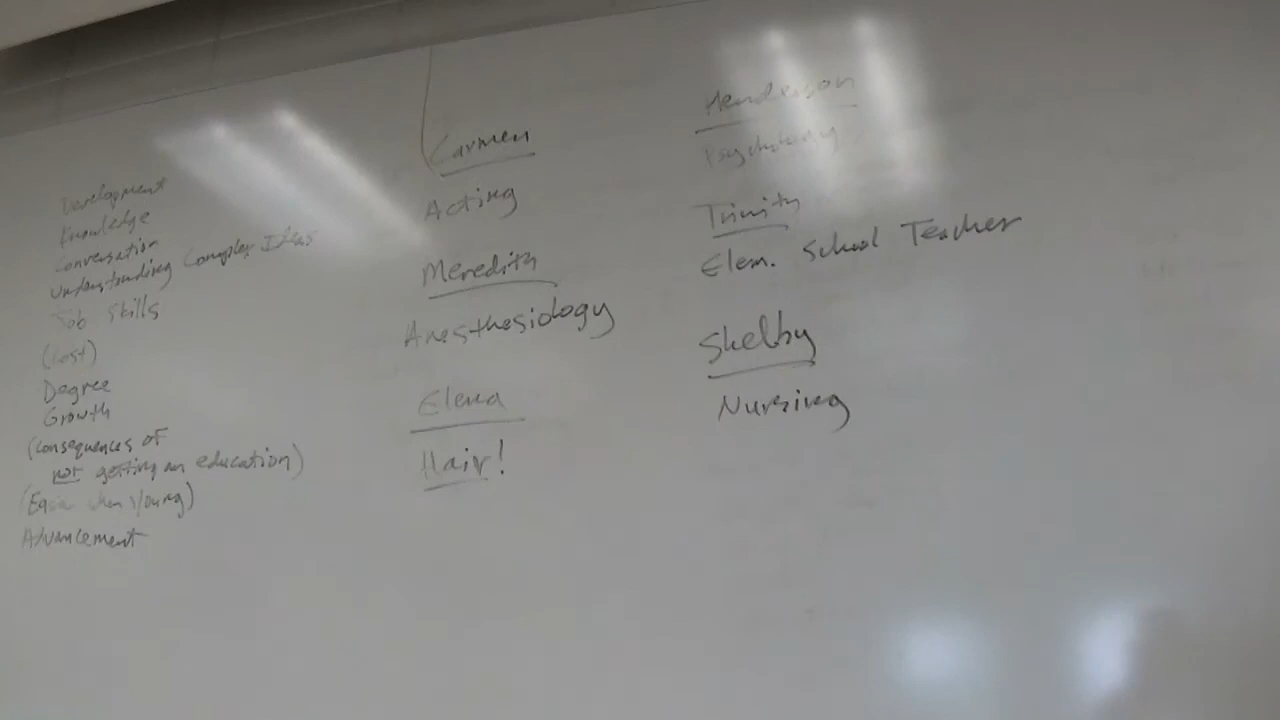 Development
Knowledge
Conversation
Understanding Complex Ideas
Job Skills
(Cost)
Degree
Growth
(Consequences of
not getting an education)
(Easier when young)
Advancement
Carmen
Acting
Meredith
Anesthesiology
Elena
Hair!
Henderson
Psychology
Trinity
Elem. School Teacher
Shelby
Nursing